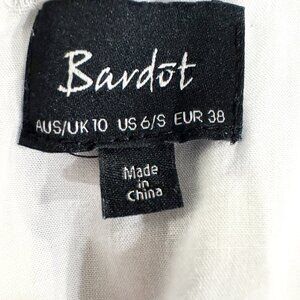 Bardot
AUS/UK 10 US 6/S EUR 38
Made
in
China